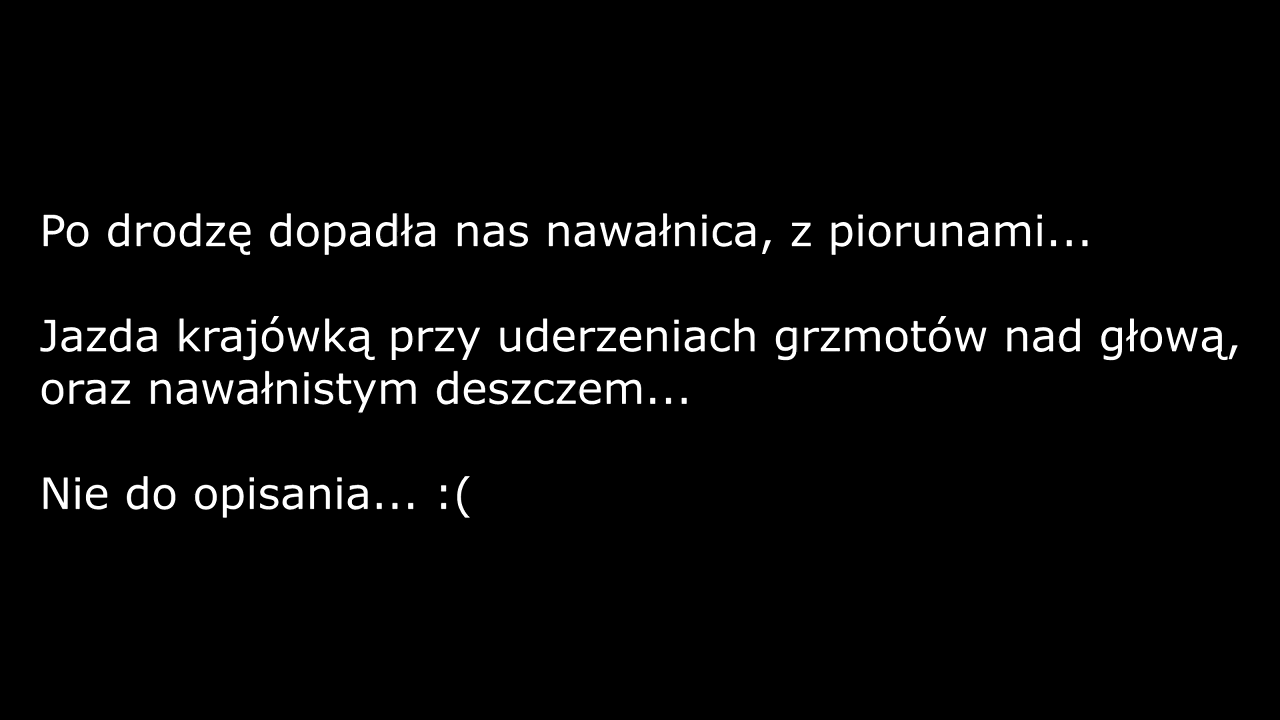 Po drodzę dopadła nas nawałnica, z piorunami...
Jazda krajówką przy uderzeniach grzmotów nad głową,
oraz nawałnistym deszczem...
Nie do opisania... :(